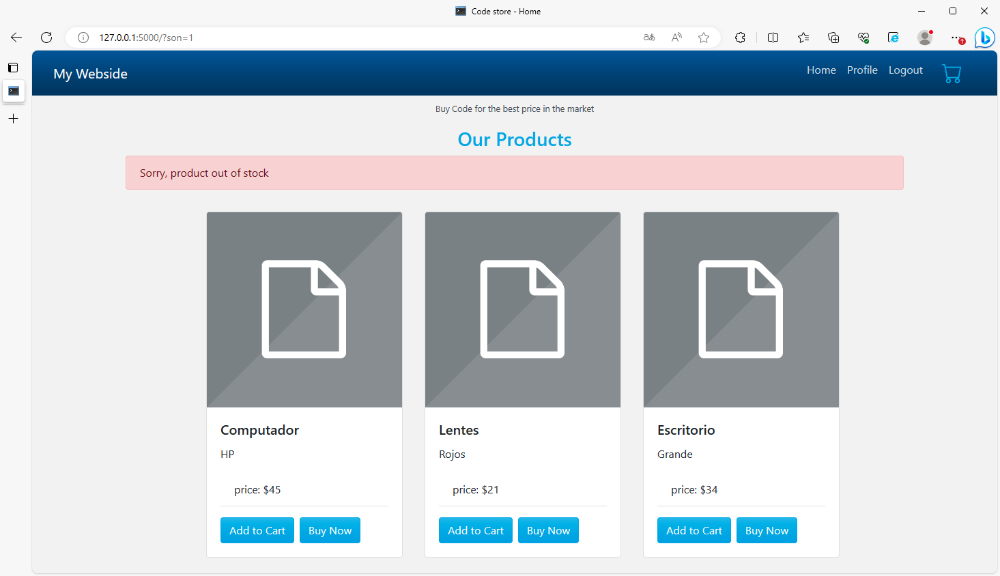 Code store - Home
127.0.0.1:5000/?son=1
aあ
A
My Webside
Home Profile Logout
Buy Code for the best price in the market
Our Products
Sorry, product out of stock
Computador
HP
price: $45
Add to Cart Buy Now
Lentes
Rojos
price: $21
Add to Cart Buy Now
Escritorio
Grande
price: $34
Add to Cart Buy Now